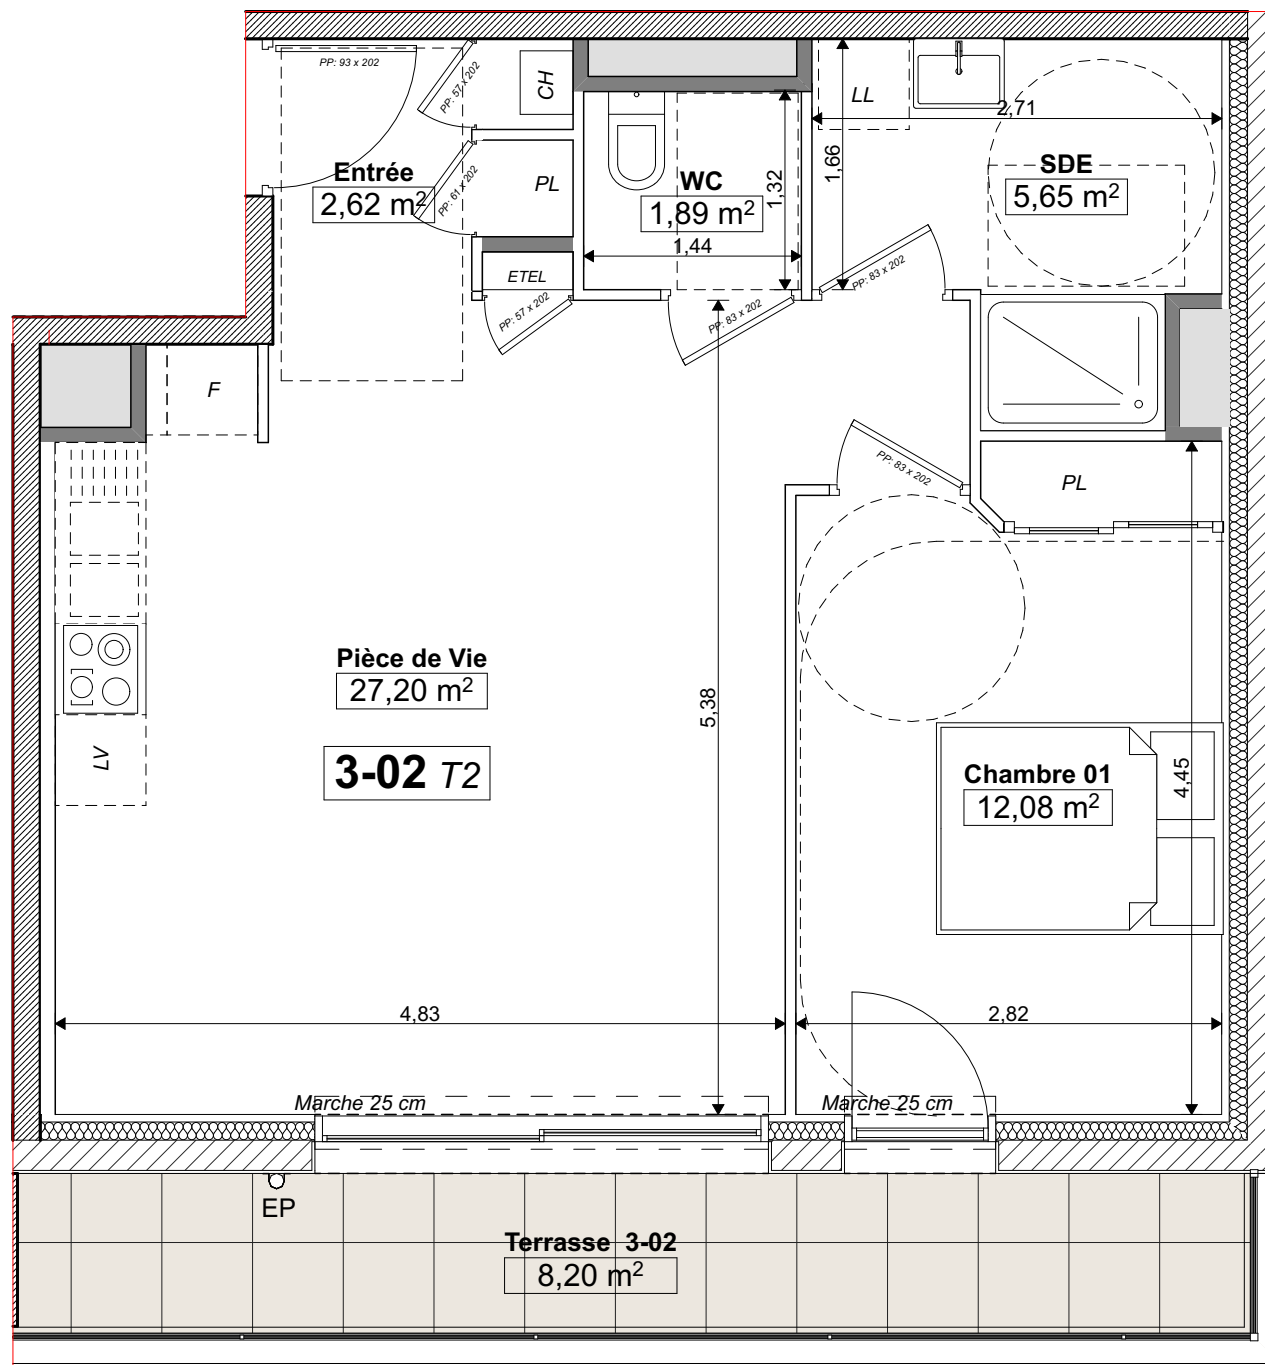 PP: 93 x 202
PP: 57 x 202
CH
LL
2,71
Entrée
2,62 m²
PP: 61 x 202
PL
WC
1,89 m²
1,32
1,44
1,66
SDE
5,65 m²
ETEL
PP: 57 x 202
PP: 83 x 202
PP: 83 x 202
F
PP: 83 x 202
PL
Pièce de Vie
27,20 m²
3-02 T2
5,38
LV
Chambre 01
12,08 m²
4,45
4,83
2,82
Marche 25 cm
Marche 25 cm
EP
Terrasse 3-02
8,20 m²